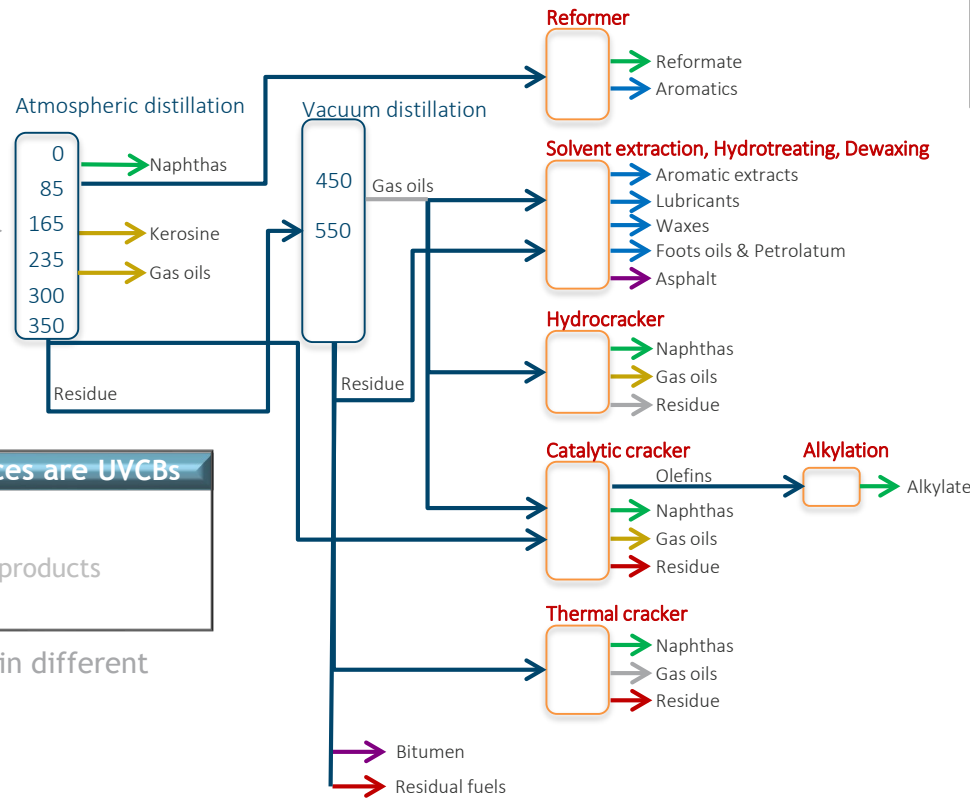 Reformer
Reformate
Aromatics
Atmospheric distillation
0
85
165
235
300
350
Naphthas
Kerosine
Gas oils
Residue
Vacuum distillation
450
550
Gas oils
Residue
Solvent extraction, Hydrotreating, Dewaxing
Aromatic extracts
Lubricants
Waxes
Foots oils & Petrolatum
Asphalt
Hydrocracker
Naphthas
Gas oils
Residue
Catalytic cracker
Olefins
Naphthas
Gas oils
Residue
Alkylation
Alkylate
Thermal cracker
Naphthas
Gas oils
Residue
Bitumen
Residual fuels
are UVCBs
products
in different